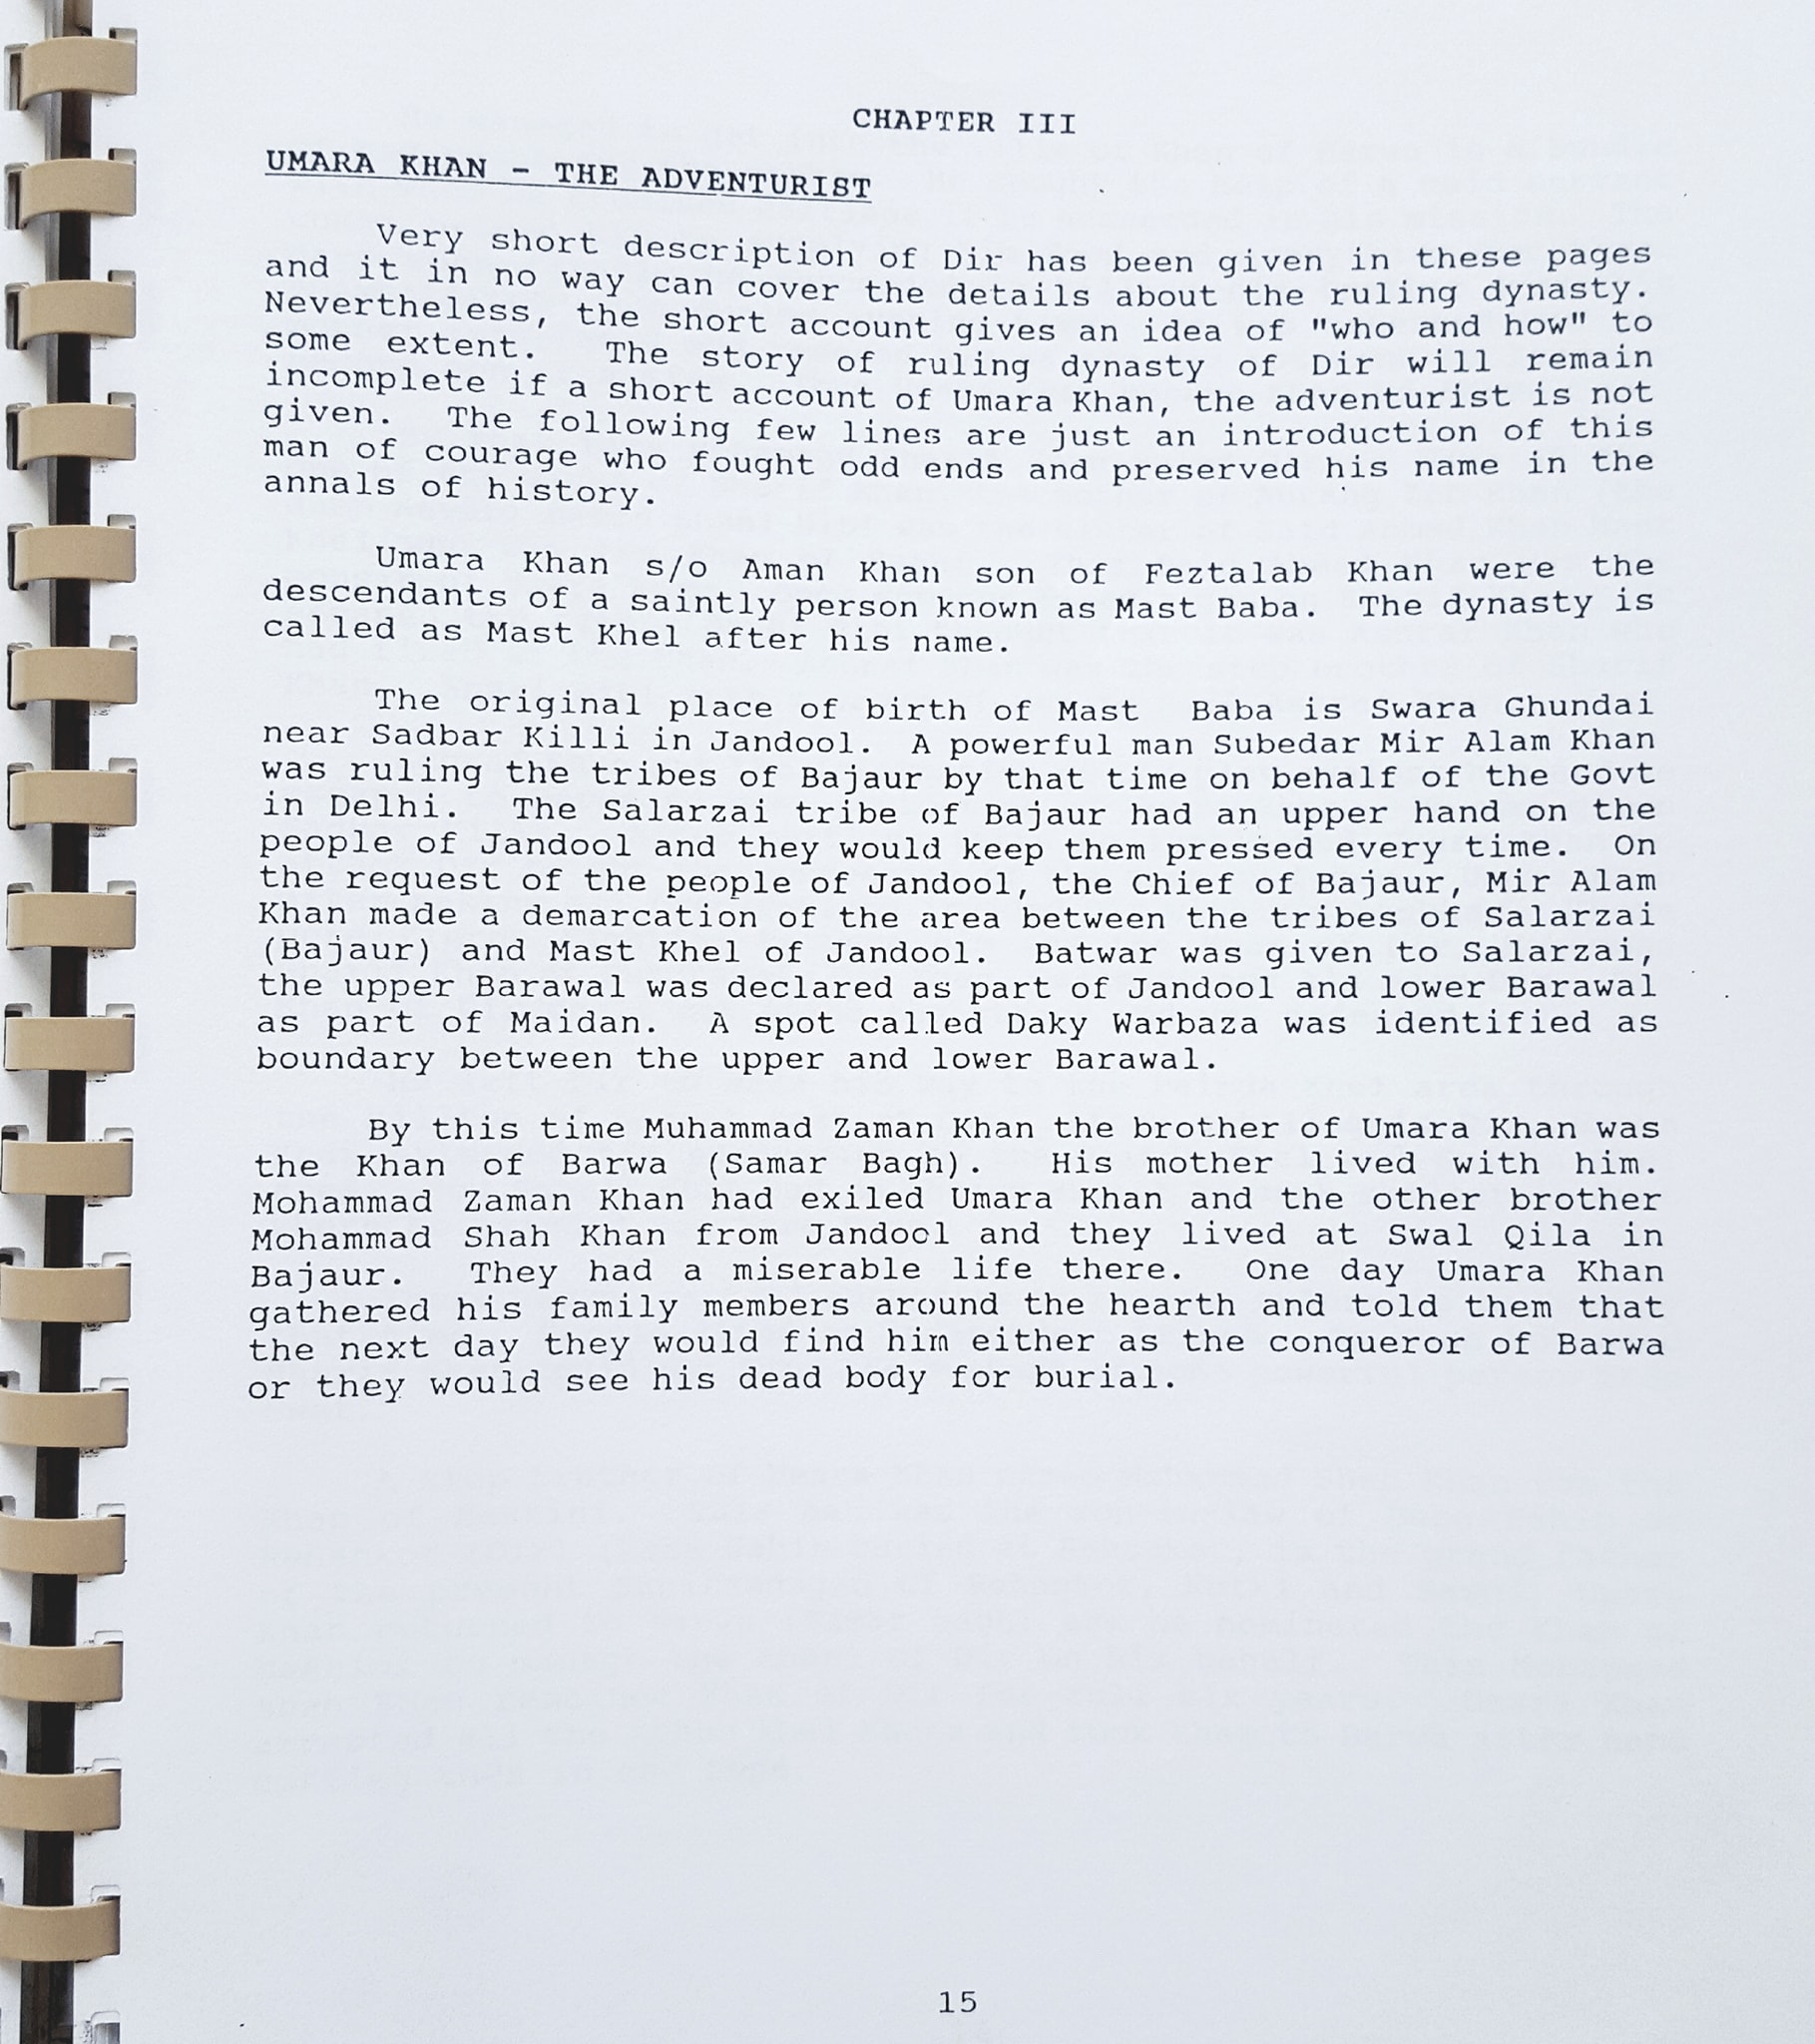 CHAPTER III
UMARA KHAN - THE ADVENTURIST
Very short description of Dir has been given in these pages
and it in no way can cover the details about the ruling dynasty.
Nevertheless, the short account gives an idea of "who and how" to
some extent. The story of ruling dynasty of Dir will remain
incomplete if a short account of Umara Khan, the adventurist is not
given. The following few lines are just an introduction of this
man of courage who fought odd ends and preserved his name in the
annals of history.
Umara Khan s/o Aman Khan son of Feztalab Khan were the
descendants of a saintly person known as Mast Baba. The dynasty is
called as Mast Khel after his name.
The original place of birth of Mast Baba is Swara Ghundai
near Sadbar Killi in Jandool. A powerful man Subedar Mir Alam Khan
was ruling the tribes of Bajaur by that time on behalf of the Govt
in Delhi. The Salarzai tribe of Bajaur had an upper hand on the
people of Jandool and they would keep them pressed every time. On
the request of the people of Jandool, the Chief of Bajaur, Mir Alam
Khan made a demarcation of the area between the tribes of Salarzai
(Bajaur) and Mast Khel of Jandool. Batwar was given to Salarzai,
the upper Barawal was declared as part of Jandool and lower Barawal
as part of Maidan. A spot called Daky Warbaza was identified as
boundary between the upper and lower Barawal.
By this time Muhammad Zaman Khan the brother of Umara Khan was
the Khan of Barwa (Samar Bagh). His mother lived with him.
Mohammad Zaman Khan had exiled Umara Khan and the other brother
Mohammad Shah Khan from Jandool and they lived at Swal Qila in
Bajaur. They had a miserable life there. One day Umara Khan
gathered his family members around the hearth and told them that
the next day they would find him either as the conqueror of Barwa
or they would see his dead body for burial.
15